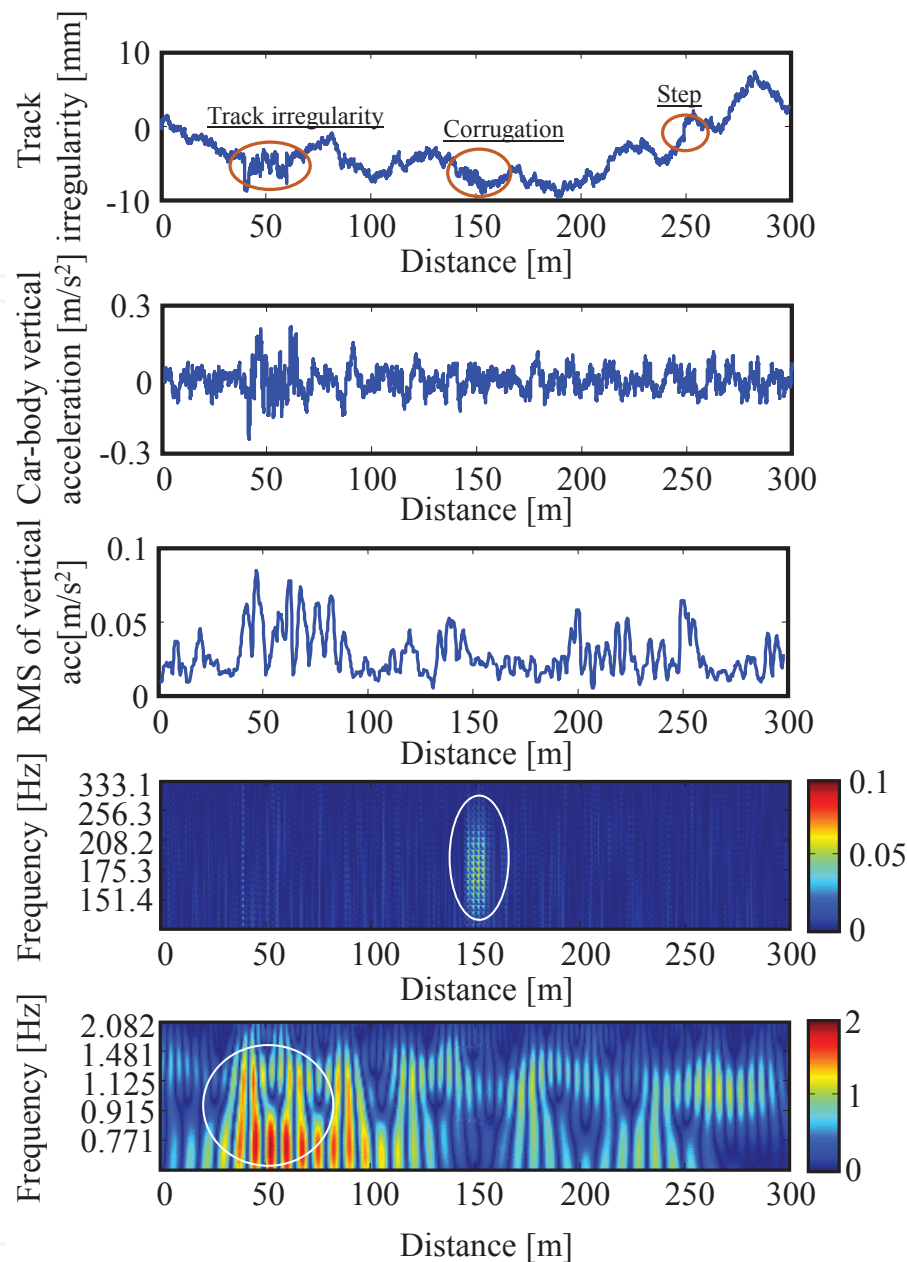 Track
irregularity [mm]
10
0
-10
Track irregularity
Corrugation
Step
0 50 100 150 200 250 300
Distance [m]
Car-body vertical
acceleration [m/s²]
0.3
0
-0.3
0 50 100 150 200 250 300
Distance [m]
RMS of vertical
acc[m/s²]
0.1
0.05
0
0 50 100 150 200 250 300
Distance [m]
Frequency [Hz]
333.1
256.3
208.2
175.3
151.4
0.1
0.05
0
0 50 100 150 200 250 300
Distance [m]
Frequency [Hz]
2.082
1.481
1.125
0.915
0.771
2
1
0
0 50 100 150 200 250 300
Distance [m]